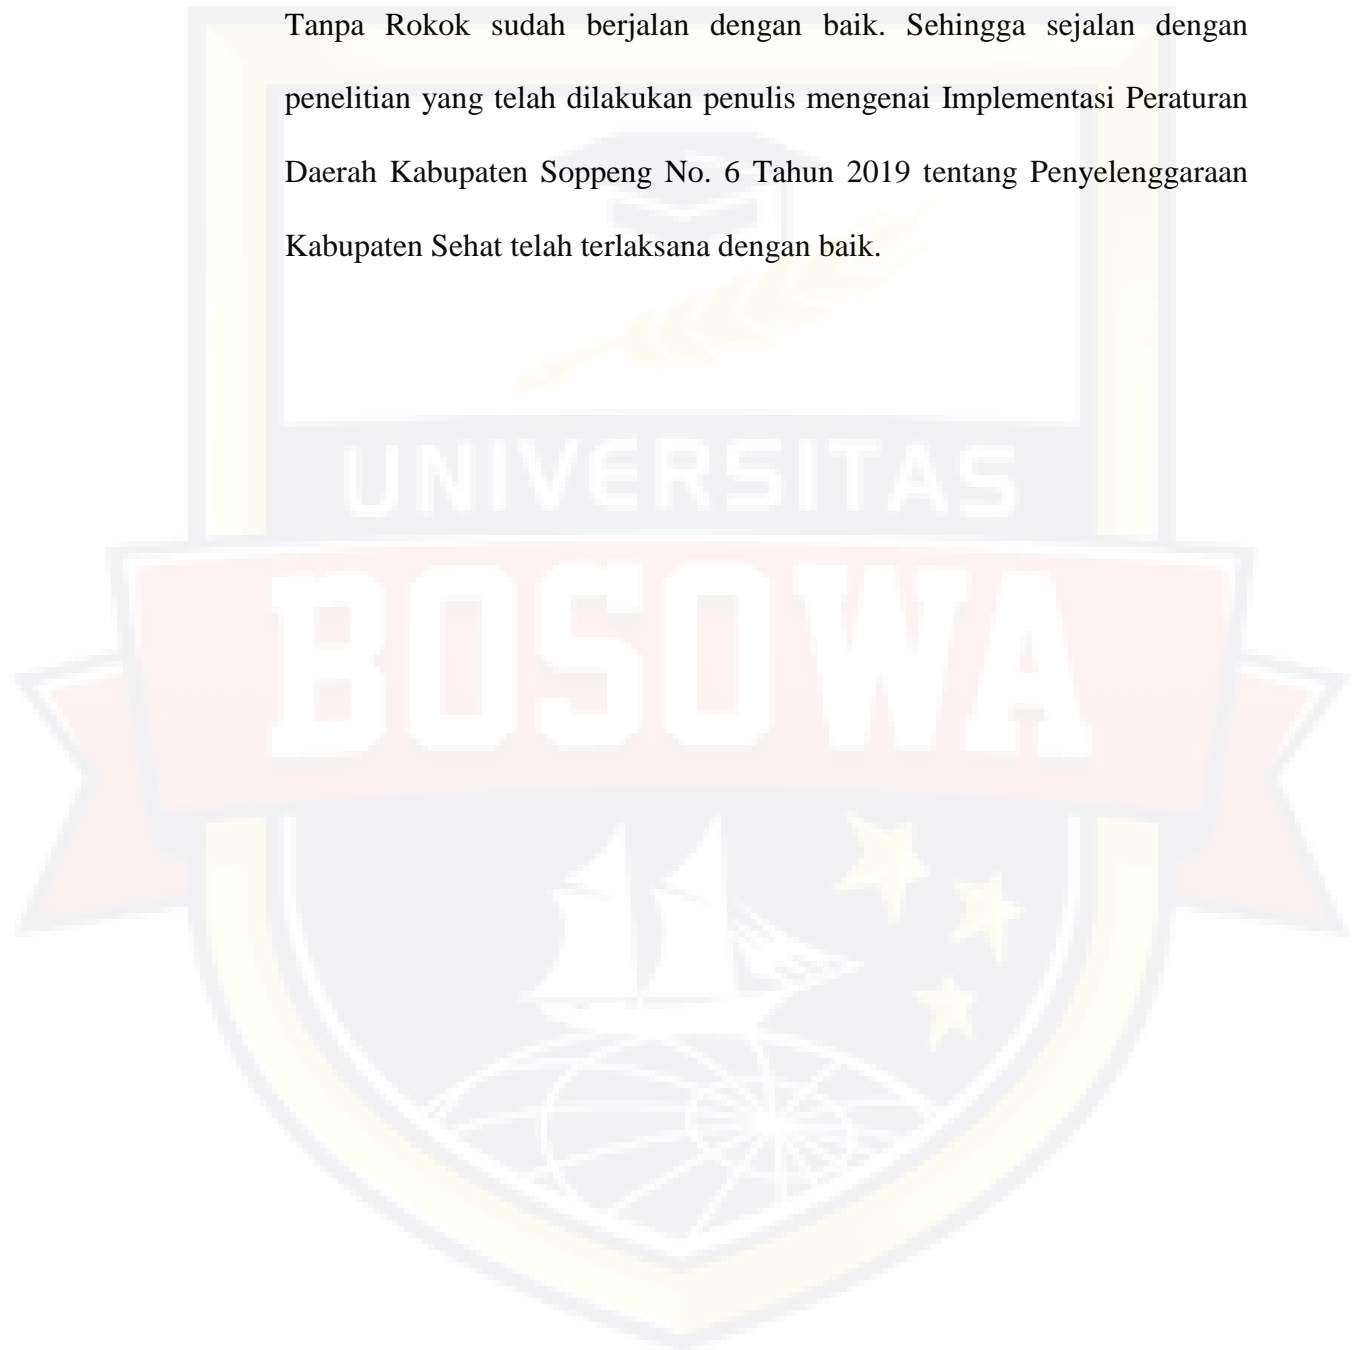 Tanpa Rokok sudah berjalan dengan baik. Sehingga sejalan dengan
penelitian yang telah dilakukan penulis mengenai Implementasi Peraturan
Daerah Kabupaten Soppeng No. 6 Tahun 2019 tentang Penyelenggaraan
Kabupaten Sehat telah terlaksana dengan baik.
UNIVERSITAS
BOSOWA